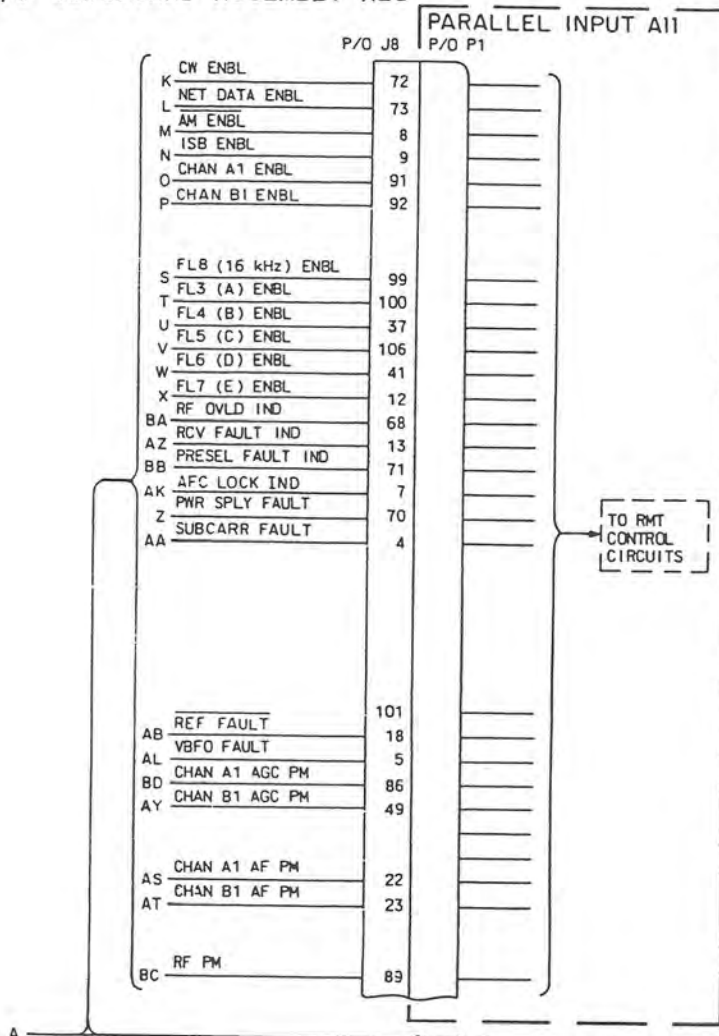 PARALLEL INPUT A11
P/O J8 P/O P1
K CW ENBL 72
L NET DATA ENBL 73
M AM ENBL 8
N ISB ENBL 9
O CHAN A1 ENBL 91
P CHAN B1 ENBL 92
S FL8 (16 kHz) ENBL 99
T FL3 (A) ENBL 100
U FL4 (B) ENBL 37
V FL5 (C) ENBL 106
W FL6 (D) ENBL 41
X FL7 (E) ENBL 12
BA RF OVLD IND 68
AZ RCV FAULT IND 13
BB PRESEL FAULT IND 71
AK AFC LOCK IND 7
Z PWR SPLY FAULT 70
AA SUBCARR FAULT 4
TO RMT
CONTROL
CIRCUITS
101
AB REF FAULT 18
AL VBFO FAULT 5
BD CHAN A1 AGC PM 86
AY CHAN B1 AGC PM 49
AS CHAN A1 AF PM 22
AT CHAN B1 AF PM 23
BC RF PM 89
A